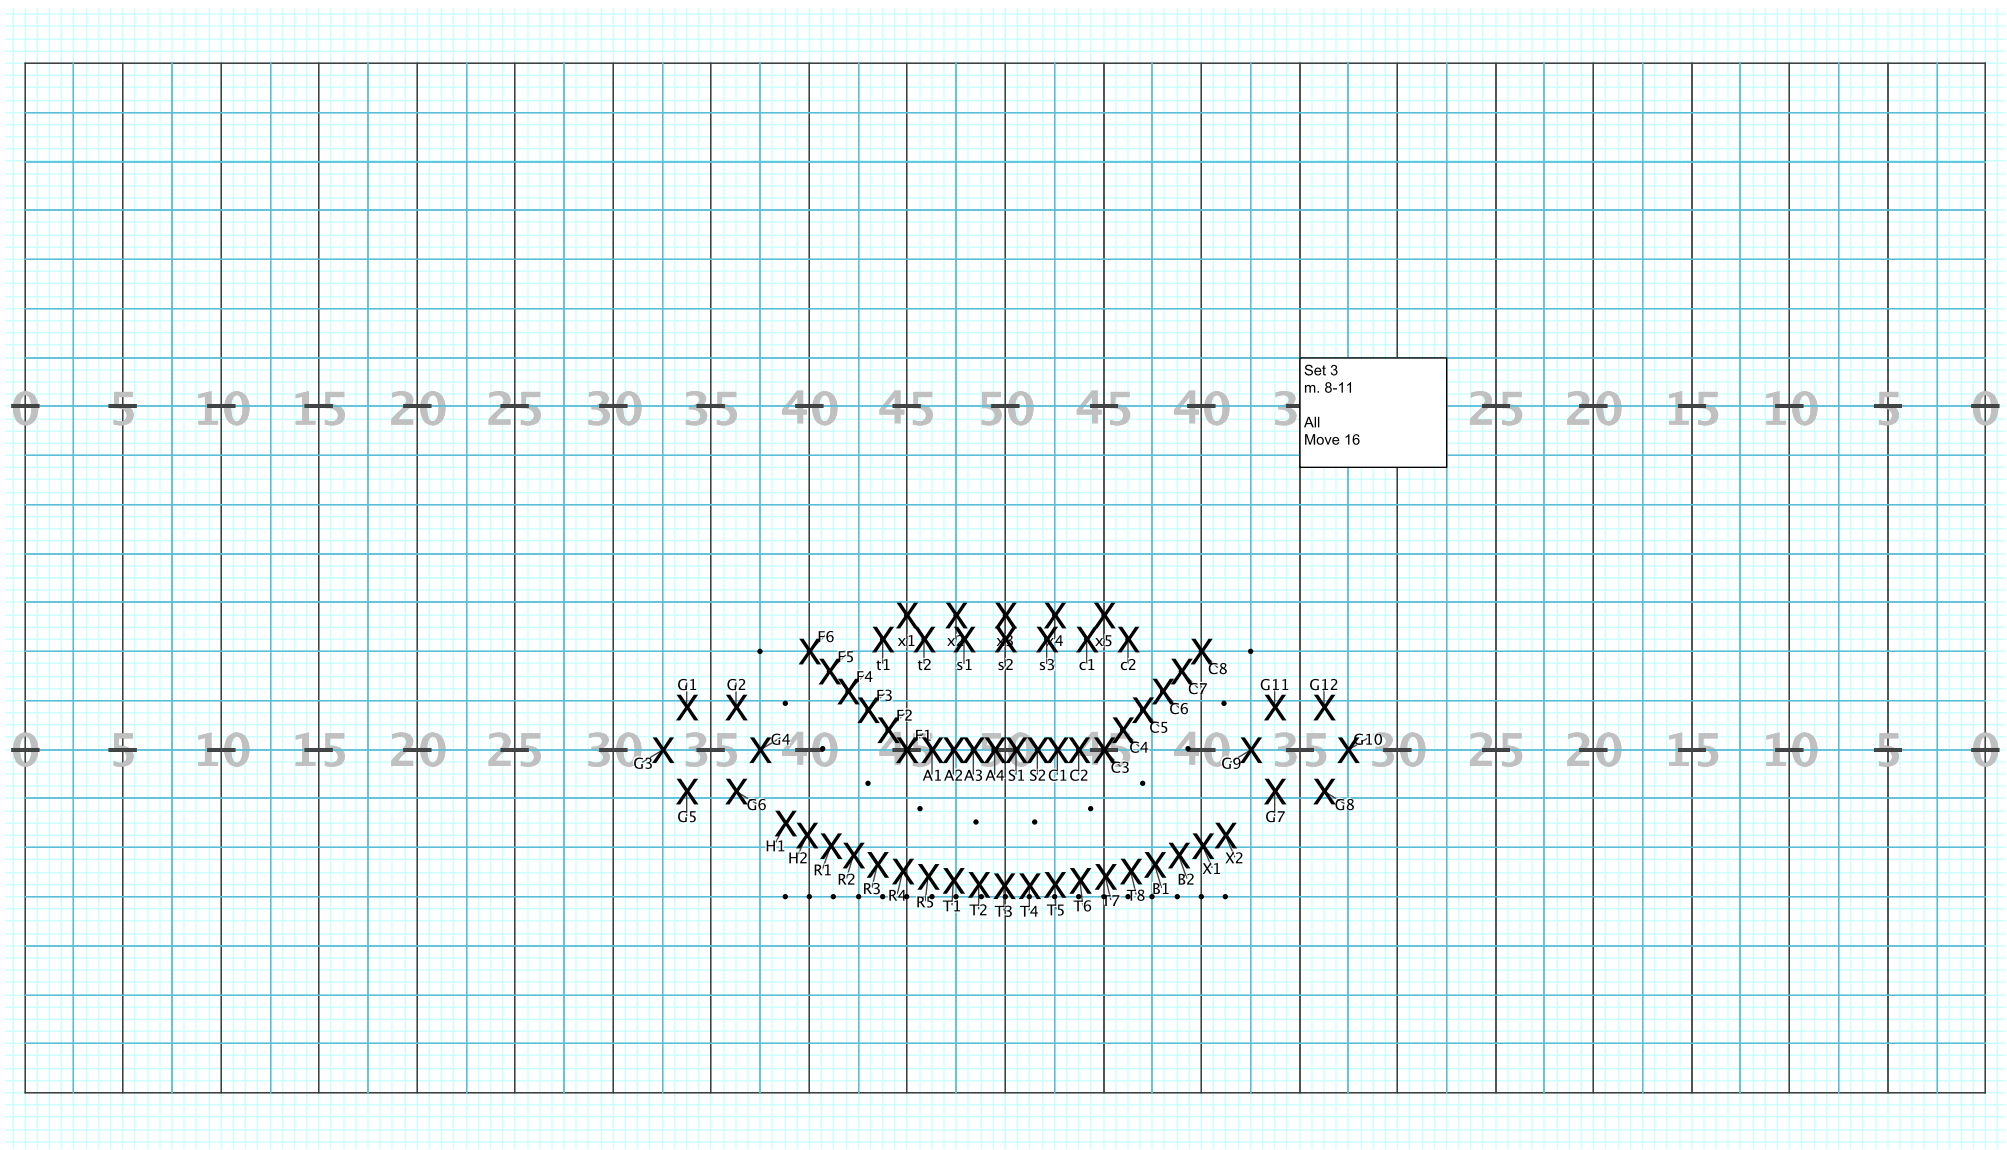 Set 3
m. 8-11
All
Move 16
0 5 10 15 20 25 30 35 40 45 50 45 40 3 25 20 15 10 5 0
x1 x2 x3 x4 x5
F6 t1 t2 s1 s2 s3 c1 c2 C8
F5 C7
F4 C6
G1 G2 F3 C5 G11 G12
F2 C4
0 5 10 15 20 25 30 35 40 45 50 45 40 35 30 25 20 15 10 5 0
G3 G4 F1 C3 G9 G10
A1 A2 A3 A4 S1 S2 C1 C2
G5 G6 G7 G8
H1 H2 R1 R2 R3 R4 R5 T1 T2 T3 T4 T5 T6 T7 T8 B1 B2 X1 X2